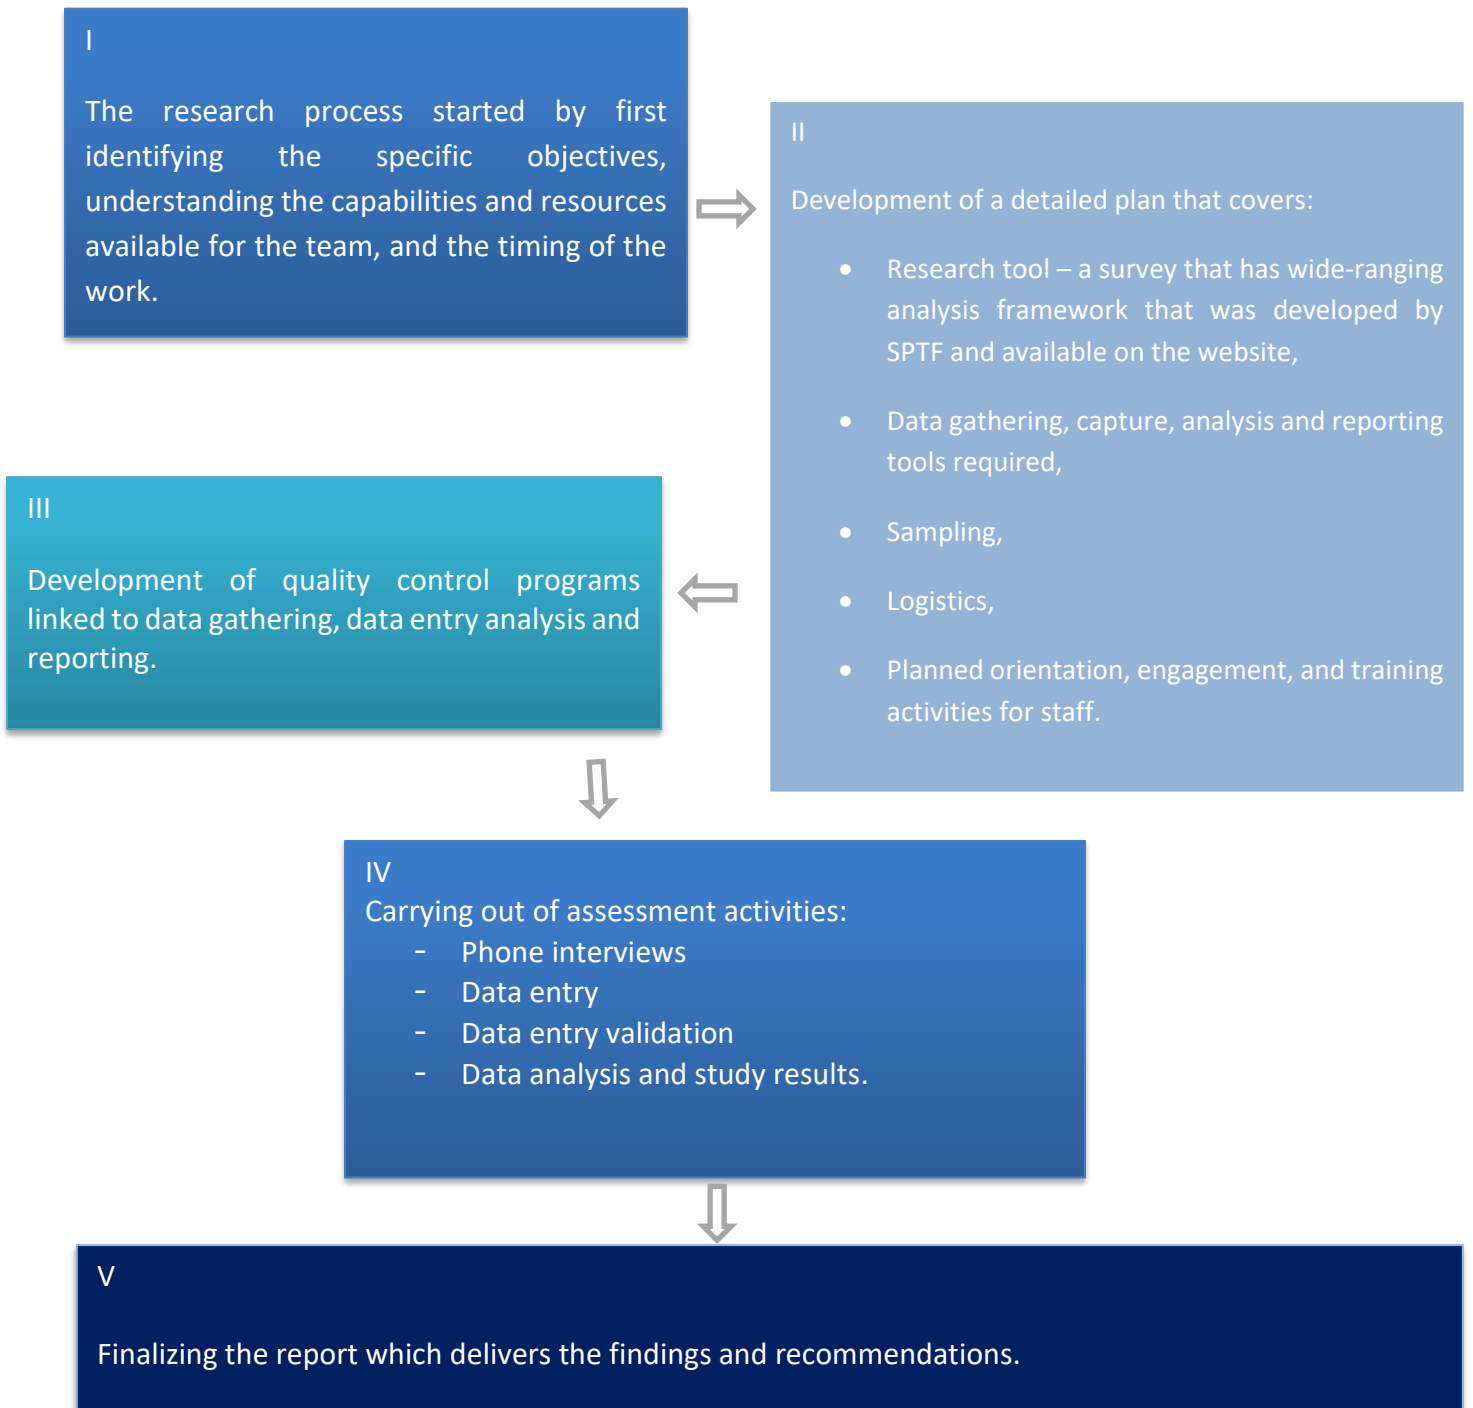 I
The research process started by first
identifying the specific objectives,
understanding the capabilities and resources
available for the team, and the timing of the
work.
II
Development of a detailed plan that covers:
• Research tool – a survey that has wide-ranging
analysis framework that was developed by
SPTF and available on the website,
• Data gathering, capture, analysis and reporting
tools required,
• Sampling,
• Logistics,
• Planned orientation, engagement, and training
activities for staff.
III
Development of quality control programs
linked to data gathering, data entry analysis and
reporting.
IV
Carrying out of assessment activities:
- Phone interviews
- Data entry
- Data entry validation
- Data analysis and study results.
V
Finalizing the report which delivers the findings and recommendations.